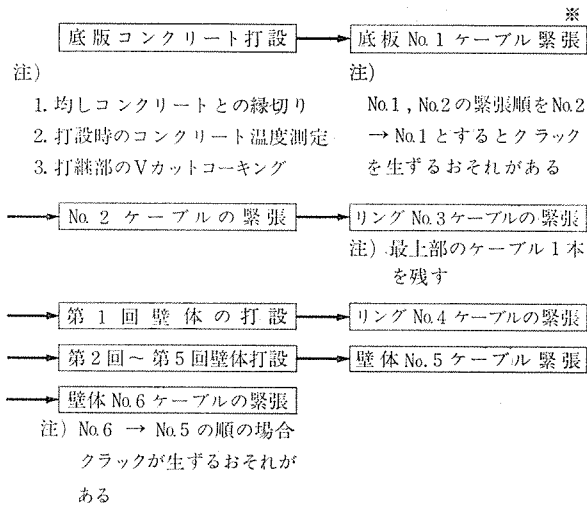 ※
底版コンクリート打設 → 底板No.1ケーブル緊張
注)
1. 均しコンクリートとの縁切り
2. 打設時のコンクリート温度測定
3. 打継部のVカットコーキング
注)
No.1,No.2の緊張順をNo.2
→ No.1とするとクラック
を生ずるおそれがある
→ No.2ケーブルの緊張 → リングNo.3ケーブルの緊張
注) 最上部のケーブル1本
を残す
→ 第1回壁体の打設 → リングNo.4ケーブルの緊張
→ 第2回~第5回壁体打設 → 壁体No.5ケーブル緊張
→ 壁体No.6ケーブルの緊張
注) No.6 → No.5の順の場合
クラックが生ずるおそれが
ある